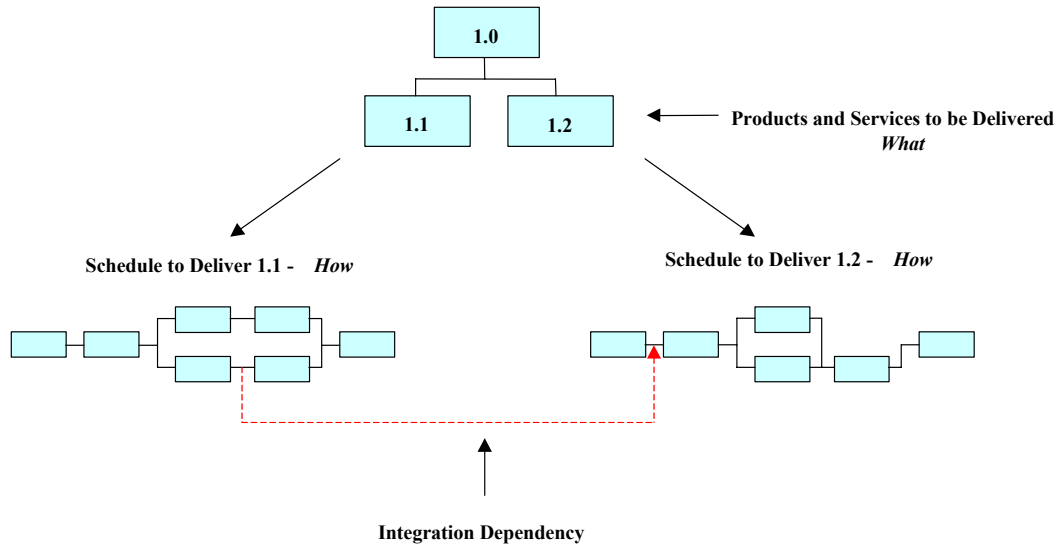 1.0
1.1
1.2
Products and Services to be Delivered
What
Schedule to Deliver 1.1 - How
Schedule to Deliver 1.2 - How
Integration Dependency